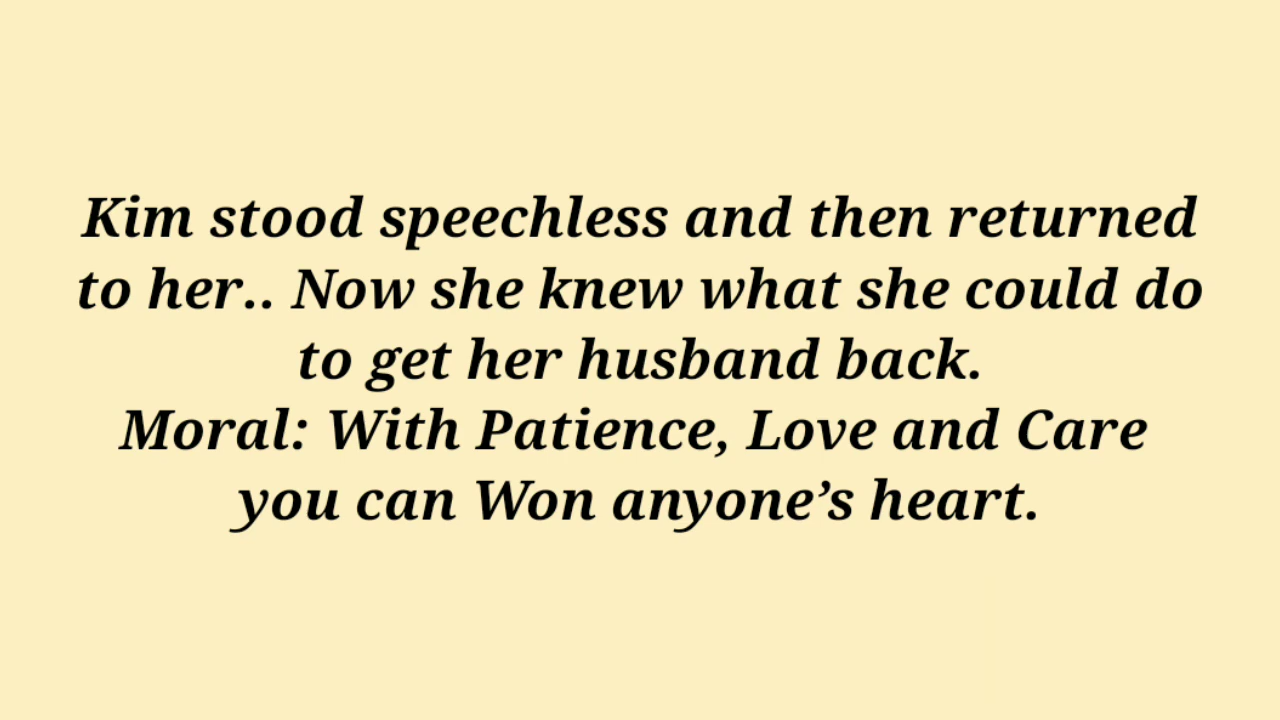 Kim stood speechless and then returned
to her.. Now she knew what she could do
to get her husband back.
Moral: With Patience, Love and Care
you can Won anyone’s heart.